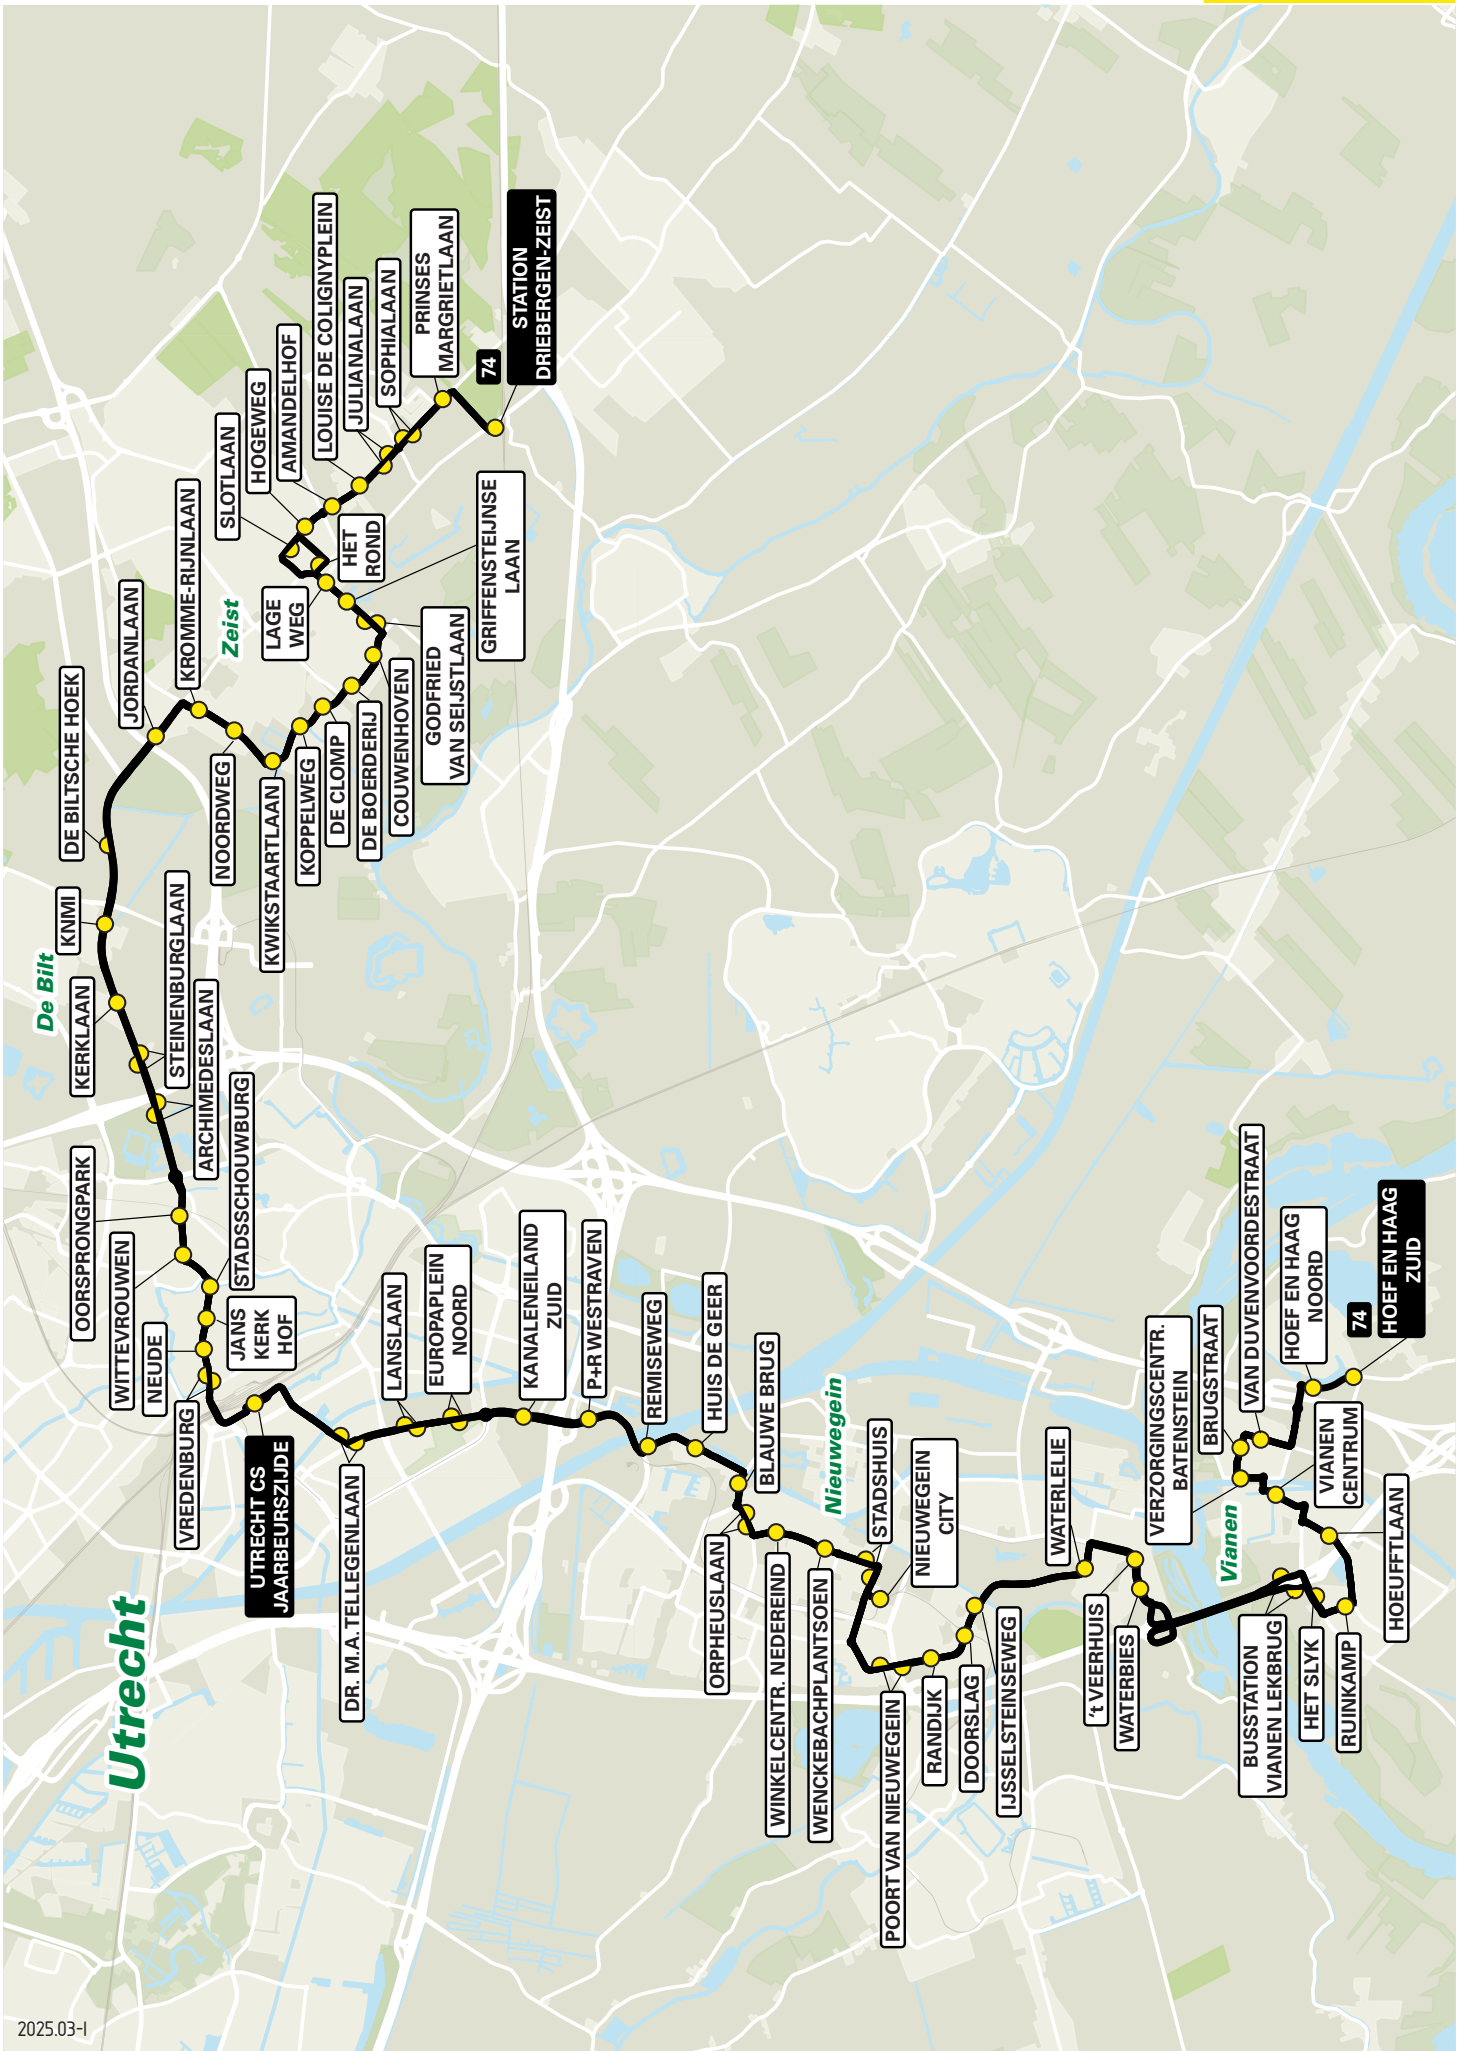 Utrecht
De Bilt
Zeist
Nieuwegein
Vianen
74
STATION
DRIEBERGEN-ZEIST
PRINSES
MARGRIETLAAN
SOPHIALAAN
JULIANALAAN
LOUISE DE COLIGNYPLEIN
AMANDELHOF
HOGEWEG
SLOTLAAN
HET
ROND
LAGE
WEG
GRIFFENSTEIJNSE
LAAN
GODFRIED
VAN SEIJSTLAAN
COUWENHOVEN
DE BOERDERIJ
DE CLOMP
KOPPELWEG
KWIKSTAARTLAAN
NOORDWEG
KROMME-RIJNLAAN
JORDANLAAN
DE BILTSCHE HOEK
KNMI
KERKLAAN
STEINENBURGLAAN
ARCHIMEDESLAAN
OORSPRONGPARK
WITTEVROUWEN
STADSSCHOUWBURG
JANS
KERK
HOF
NEUDE
VREDENBURG
UTRECHT CS
JAARBEURSZIJDE
DR. M.A. TELLEGENLAAN
LANSLAAN
EUROPAPLEIN
NOORD
KANALENEILAND
ZUID
P+R WESTRAVEN
REMISEWEG
HUIS DE GEER
BLAUWE BRUG
ORPHEUSLAAN
WINKELCENTR. NEDEREIND
WENCKEBACHPLANTSOEN
STADSHUIS
NIEUWEGEIN
CITY
POORT VAN NIEUWEGEIN
RANDIJK
DOORSLAG
IJSSELSTEINSEWEG
WATERLELIE
't VEERHUIS
WATERBIES
BUSSTATION
VIANEN LEKBRUG
HET SLYK
RUINKAMP
HOEUFFTLAAN
VIANEN
CENTRUM
VERZORGINGSCENTR.
BATENSTEIN
BRUGSTRAAT
VAN DUVENVOORDESTRAAT
HOEF EN HAAG
NOORD
74
HOEF EN HAAG
ZUID
2025.03-I